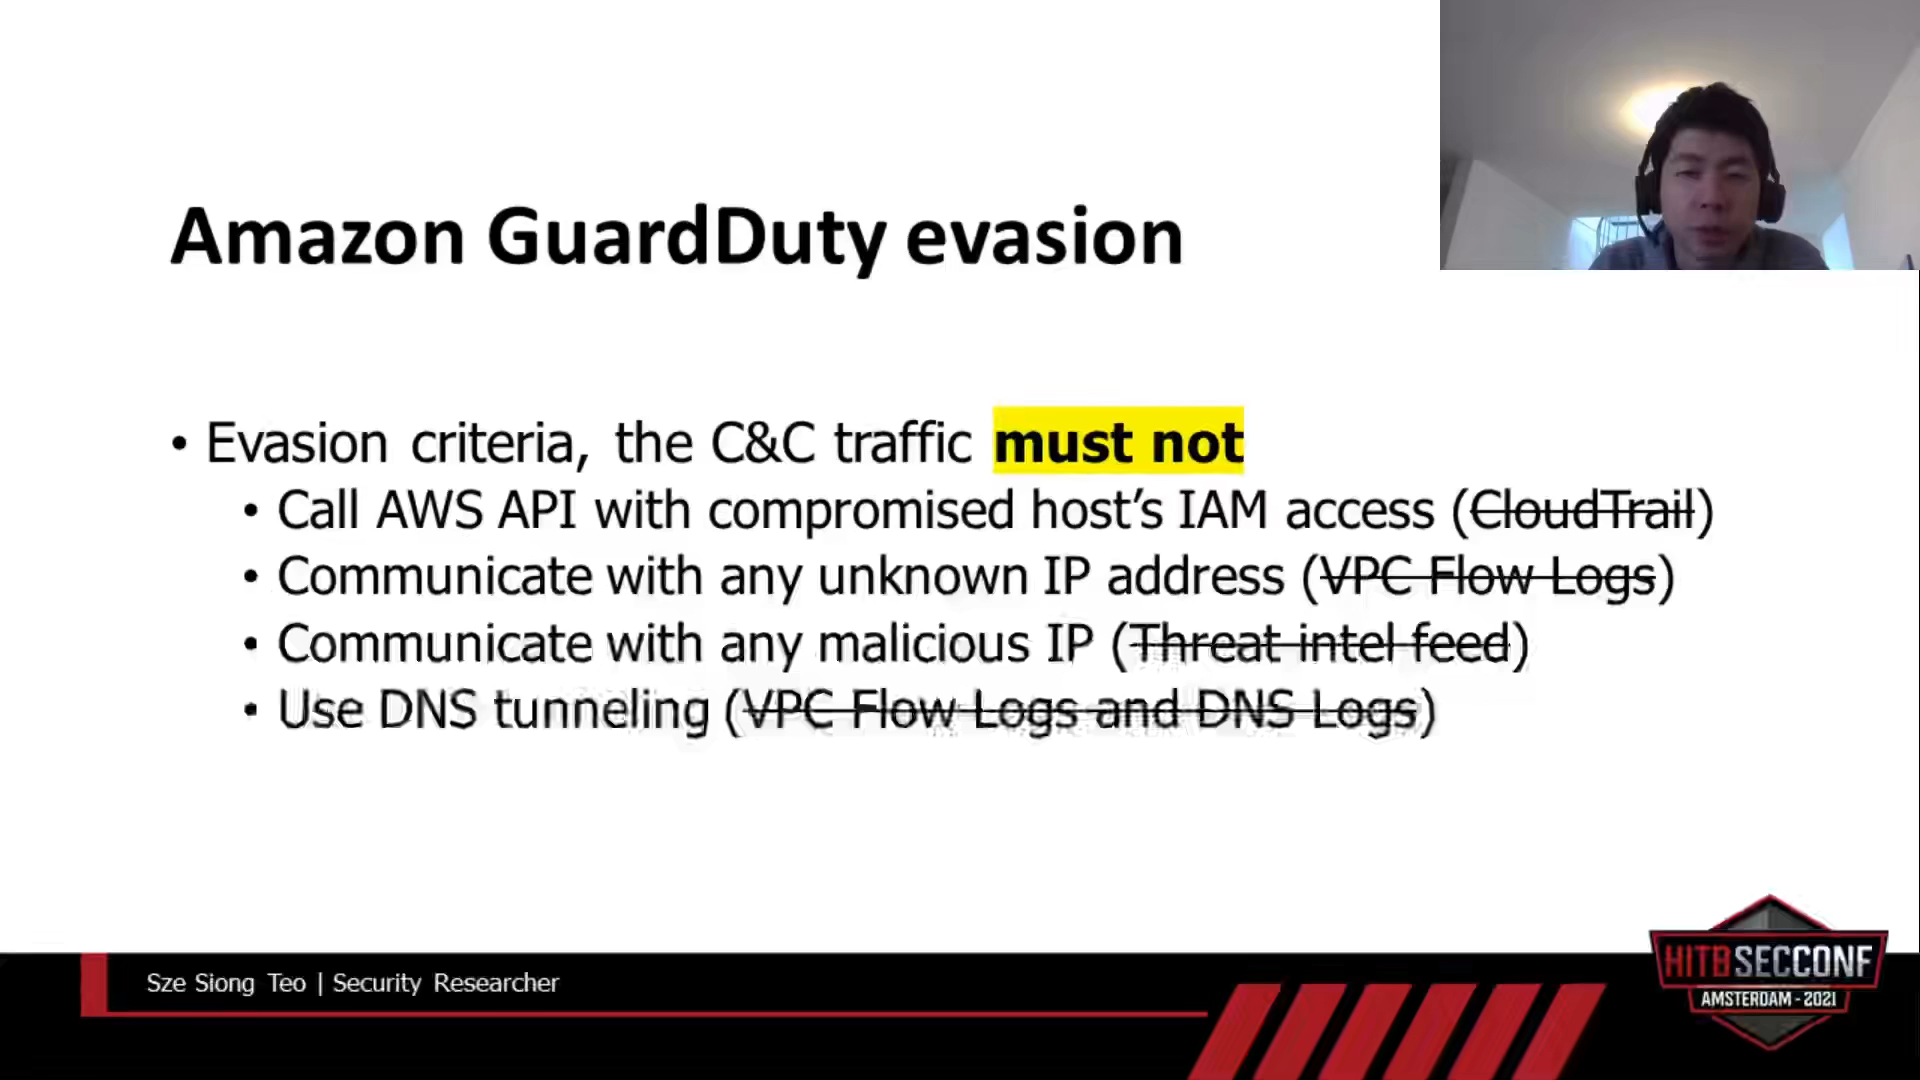 Amazon GuardDuty evasion
• Evasion criteria, the C&C traffic must not
• Call AWS API with compromised host’s IAM access (CloudTrail)
• Communicate with any unknown IP address (VPC Flow Logs)
• Communicate with any malicious IP (Threat intel feed)
• Use DNS tunneling (VPC Flow Logs and DNS Logs)
Sze Siong Teo | Security Researcher
HITBSECCONF
AMSTERDAM - 2021